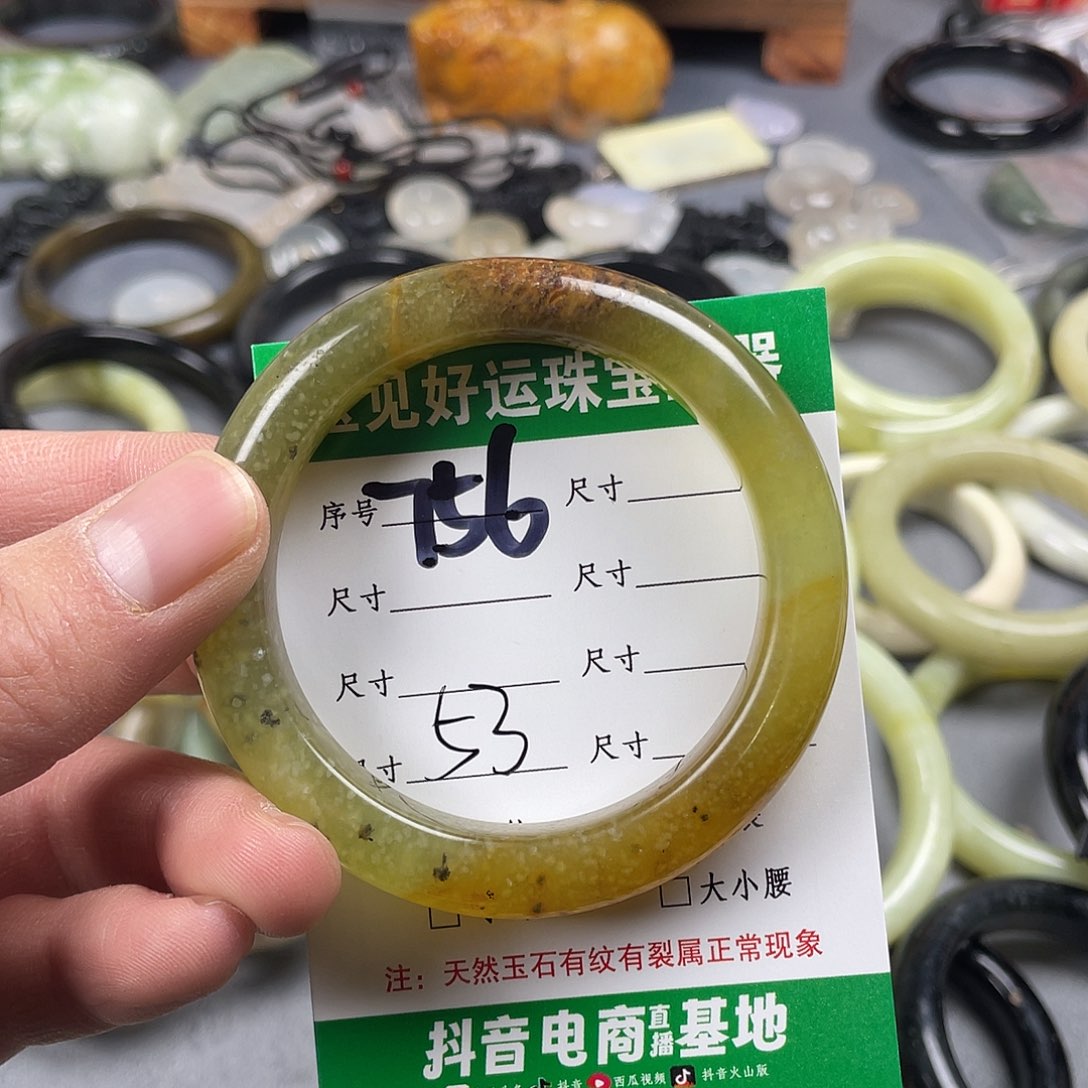 见好运珠宝
序号 756 尺寸
尺寸 尺寸
尺寸 尺寸
寸 53 尺寸
大小腰
注：天然玉石有纹有裂属正常现象
抖音电商直播基地
抖音 西瓜视频 抖音火山版